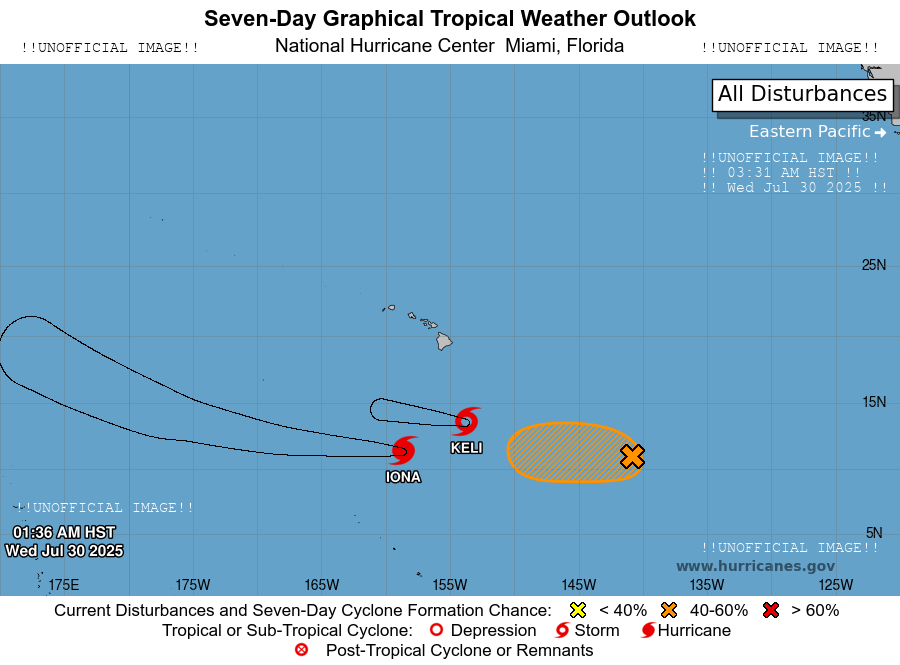 Seven-Day Graphical Tropical Weather Outlook
!!UNOFFICIAL IMAGE!! National Hurricane Center Miami, Florida !!UNOFFICIAL IMAGE!!
All Disturbances
35N
Eastern Pacific
!!UNOFFICIAL IMAGE!!
!! 03:31 AM HST !!
!! Wed Jul 30 2025 !!
25N
15N
KELI
IONA
!!UNOFFICIAL IMAGE!!
01:36 AM HST
Wed Jul 30 2025
5N
!!UNOFFICIAL IMAGE!!
www.hurricanes.gov
175E 175W 165W 155W 145W 135W 125W
Current Disturbances and Seven-Day Cyclone Formation Chance: < 40% 40-60% > 60%
Tropical or Sub-Tropical Cyclone: Depression Storm Hurricane
Post-Tropical Cyclone or Remnants